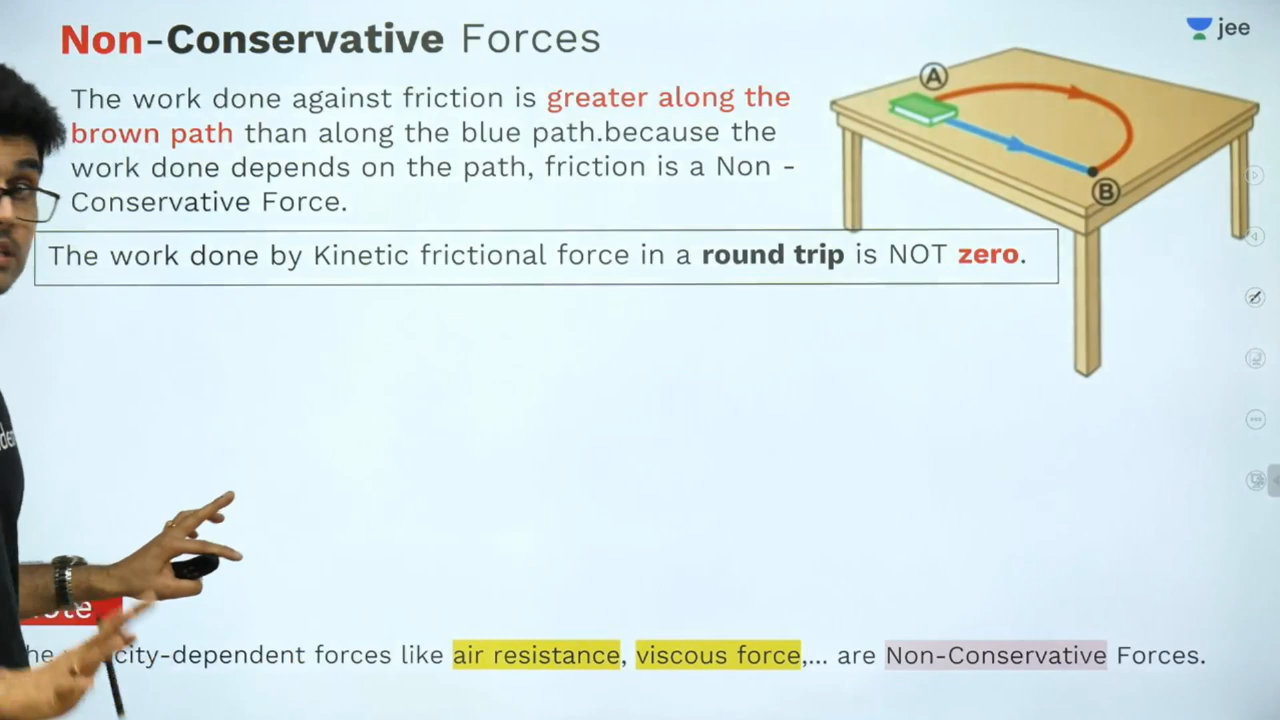 Non-Conservative Forces
jee
The work done against friction is greater along the
brown path than along the blue path.because the
work done depends on the path, friction is a Non -
Conservative Force.
A
B
The work done by Kinetic frictional force in a round trip is NOT zero.
city-dependent forces like air resistance, viscous force,... are Non-Conservative Forces.